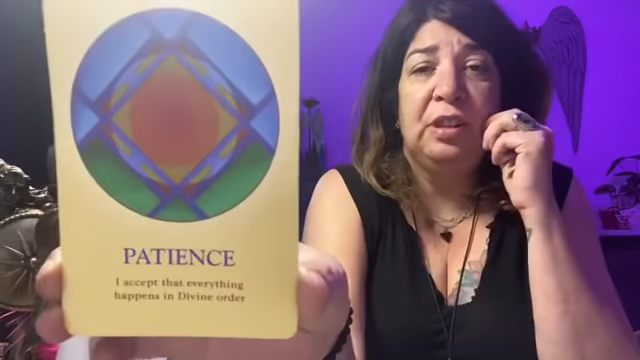 PATIENCE
I accept that everything
happens in Divine order